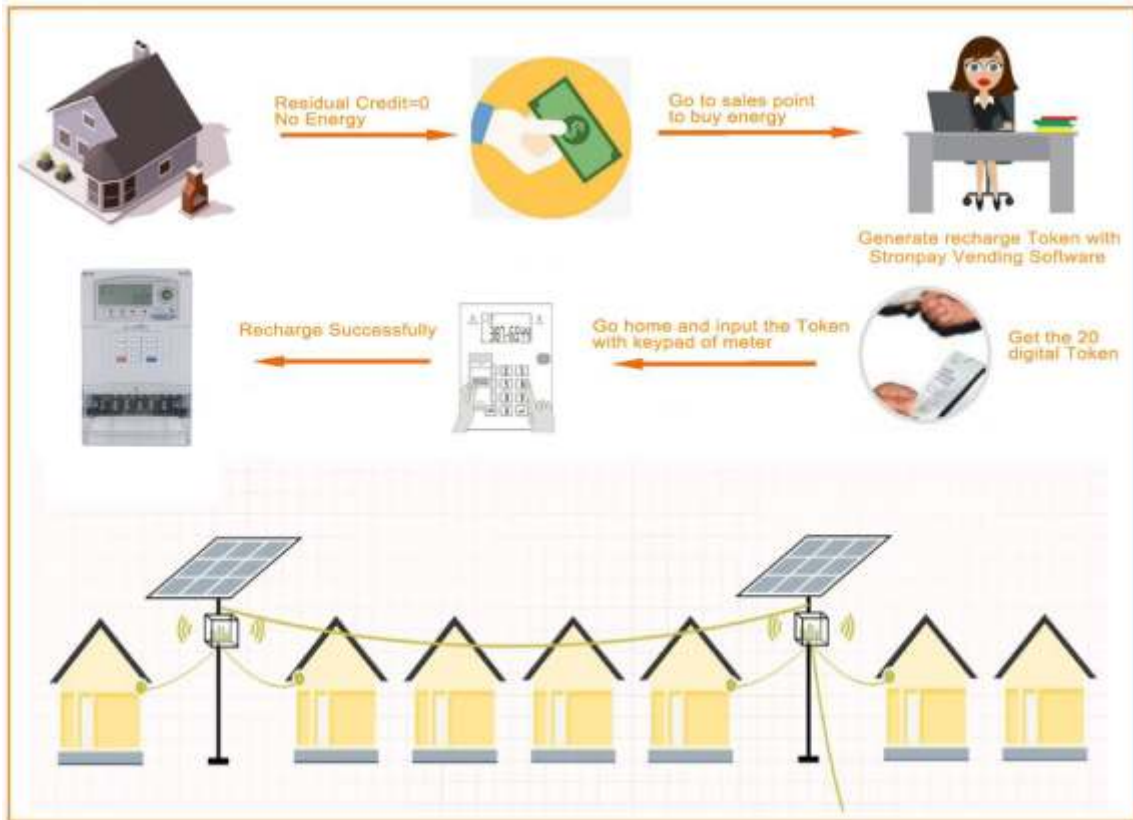 Residual Credit=0
No Energy
Go to sales point
to buy energy
Generate recharge Token with
Stronpay Vending Software
Get the 20
digital Token
Go home and input the Token
with keypad of meter
Recharge Successfully